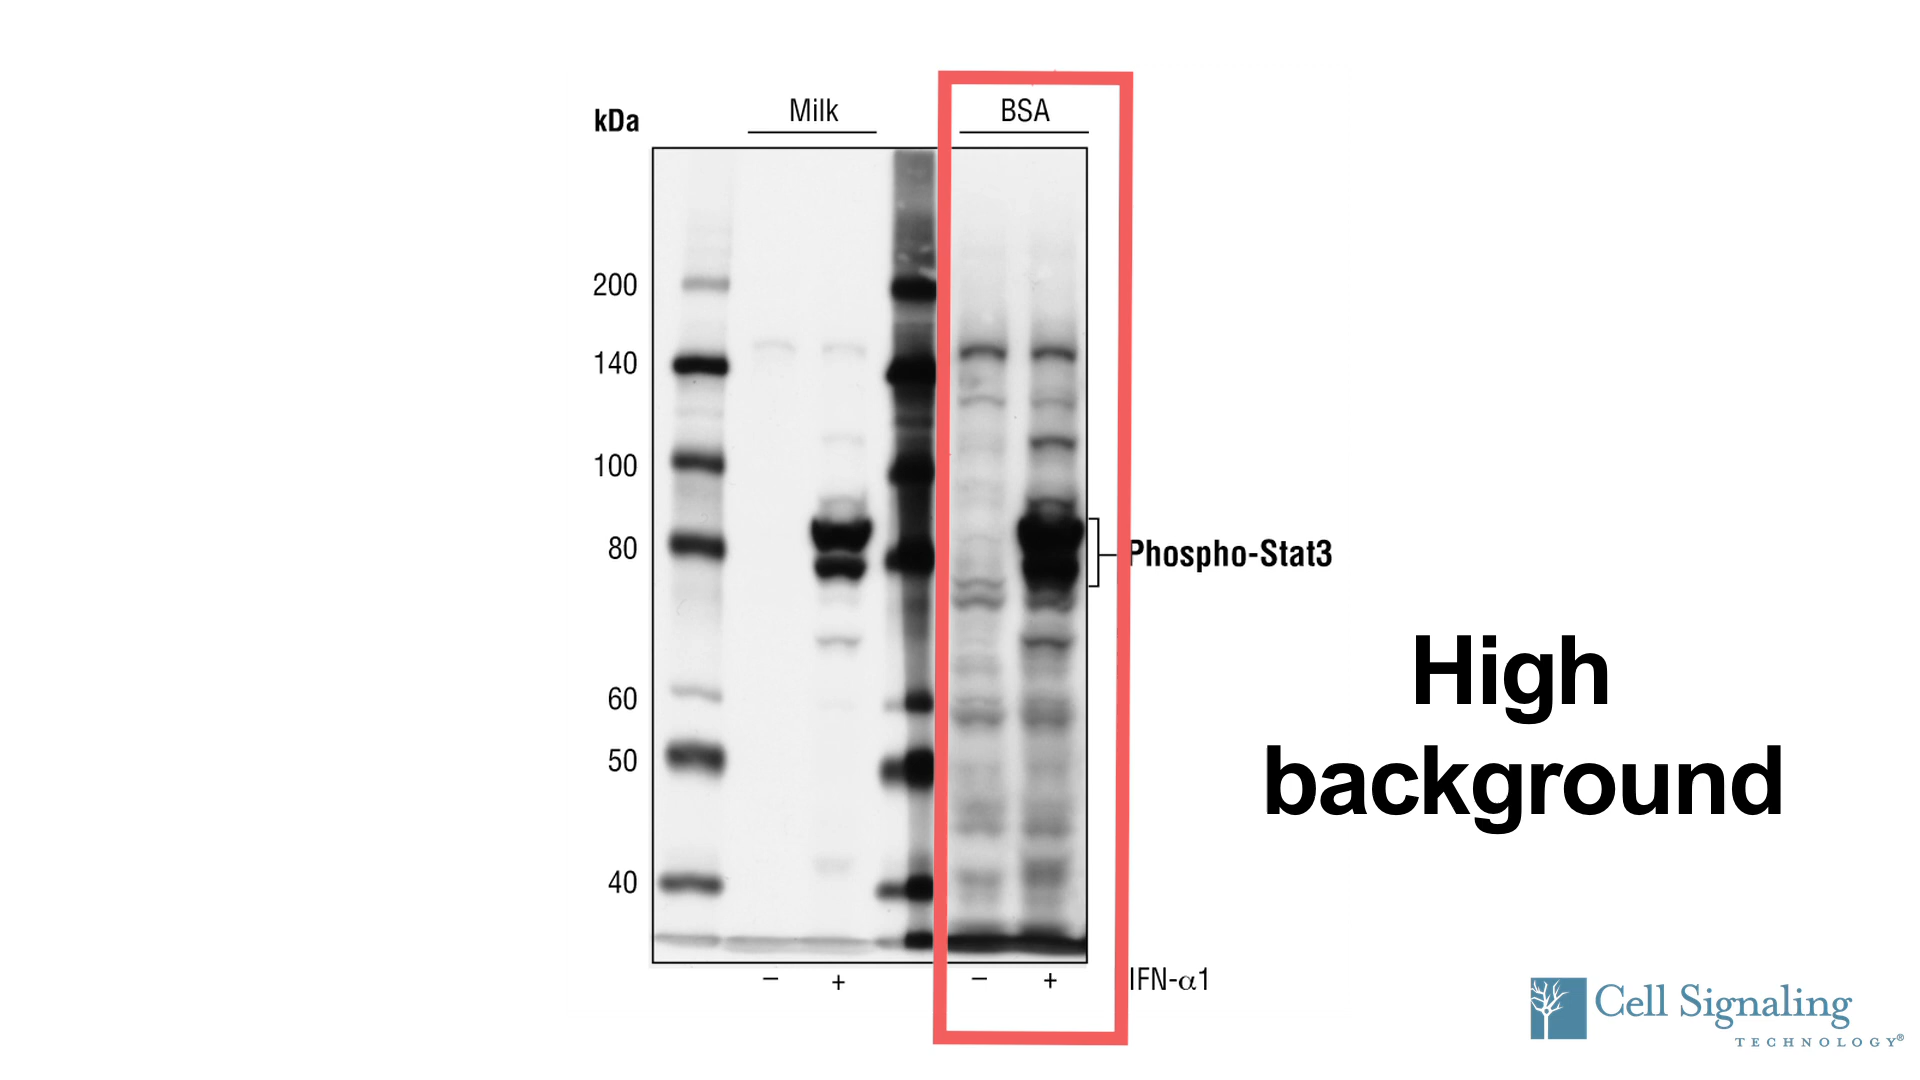 kDa
Milk
BSA
200
140
100
80
60
50
40
Phospho-Stat3
High
background
− + − + IFN-α1
Cell Signaling
TECHNOLOGY®